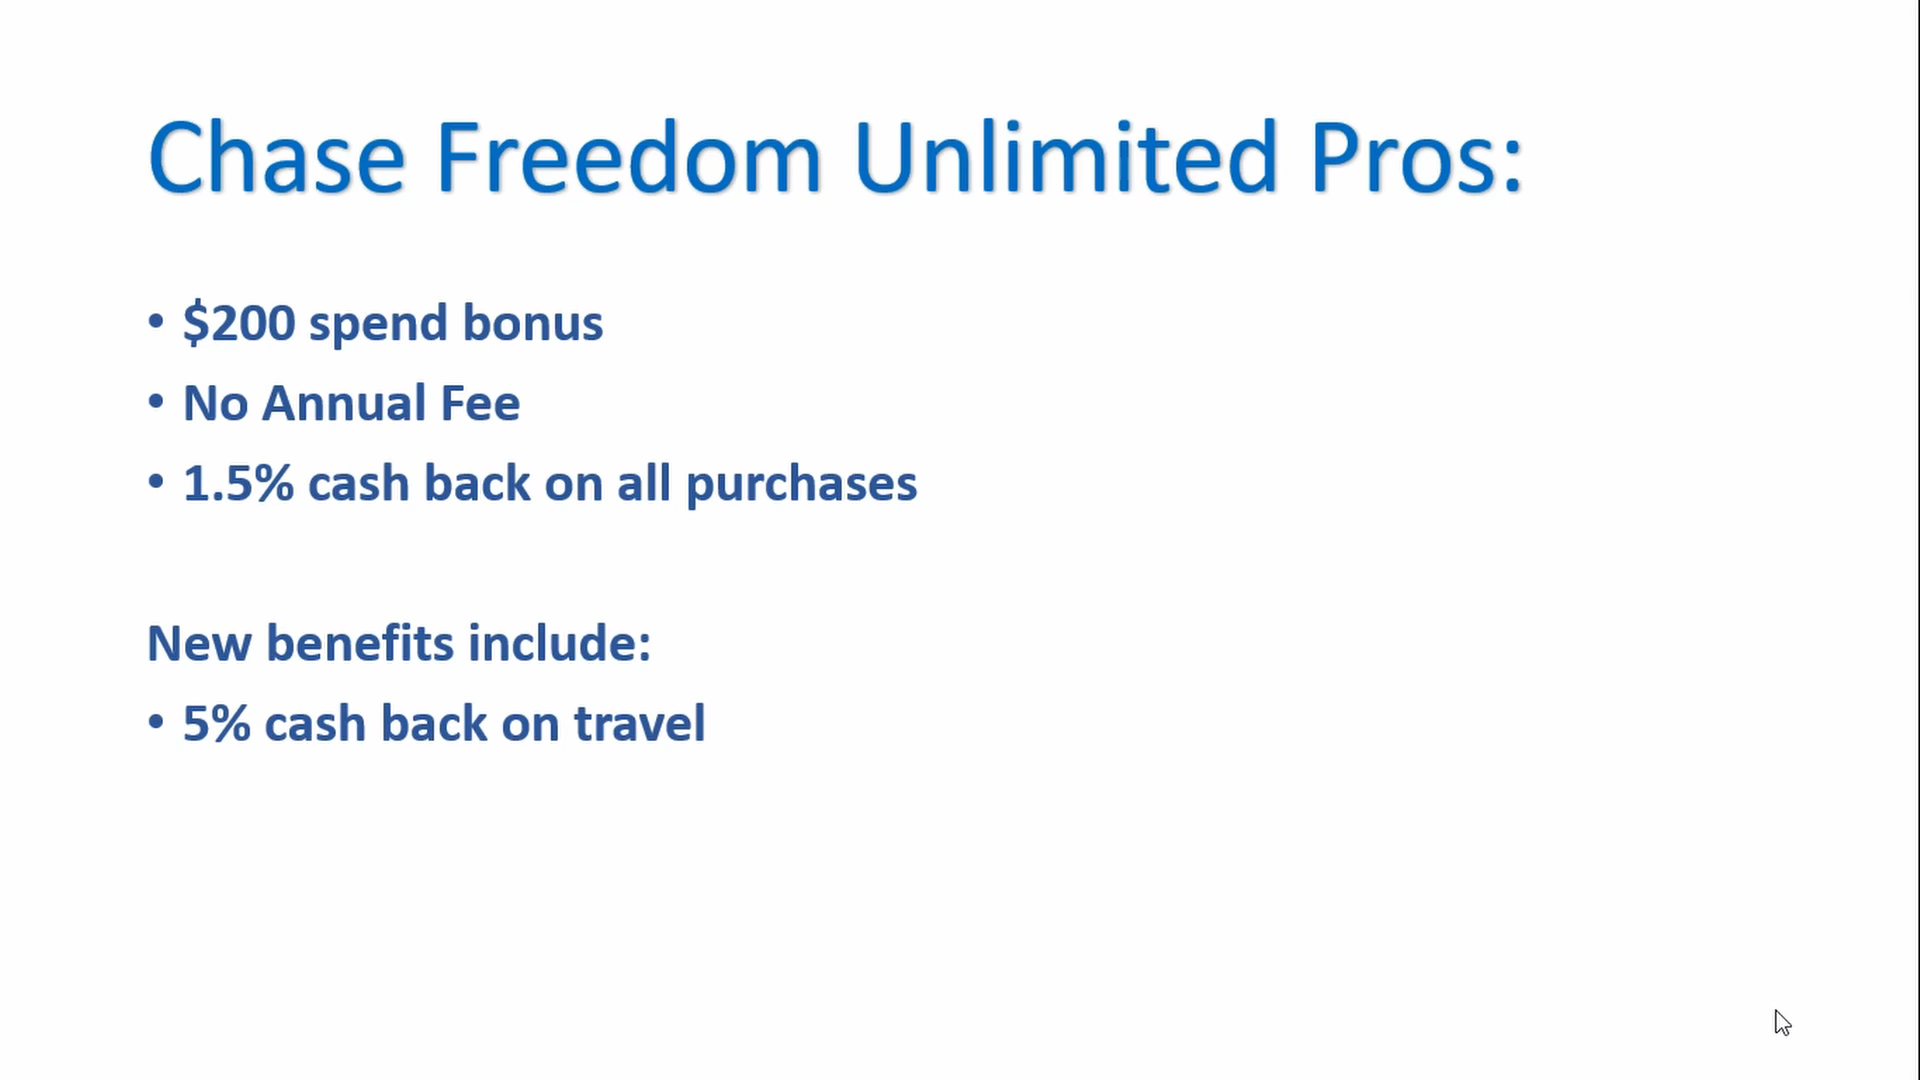 Chase Freedom Unlimited Pros:
• $200 spend bonus
• No Annual Fee
• 1.5% cash back on all purchases
New benefits include:
• 5% cash back on travel